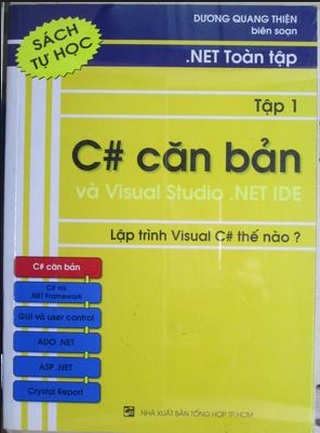 DƯƠNG QUANG THIỆN
biên soạn
SÁCH
TỰ HỌC
.NET Toàn tập
Tập 1
C# căn bản
và Visual Studio .NET IDE
Lập trình Visual C# thế nào ?
C# căn bản
C# và
.NET Framework
GUI và user control
ADO .NET
ASP .NET
Crystal Report
NHÀ XUẤT BẢN TỔNG HỢP TP.HCM